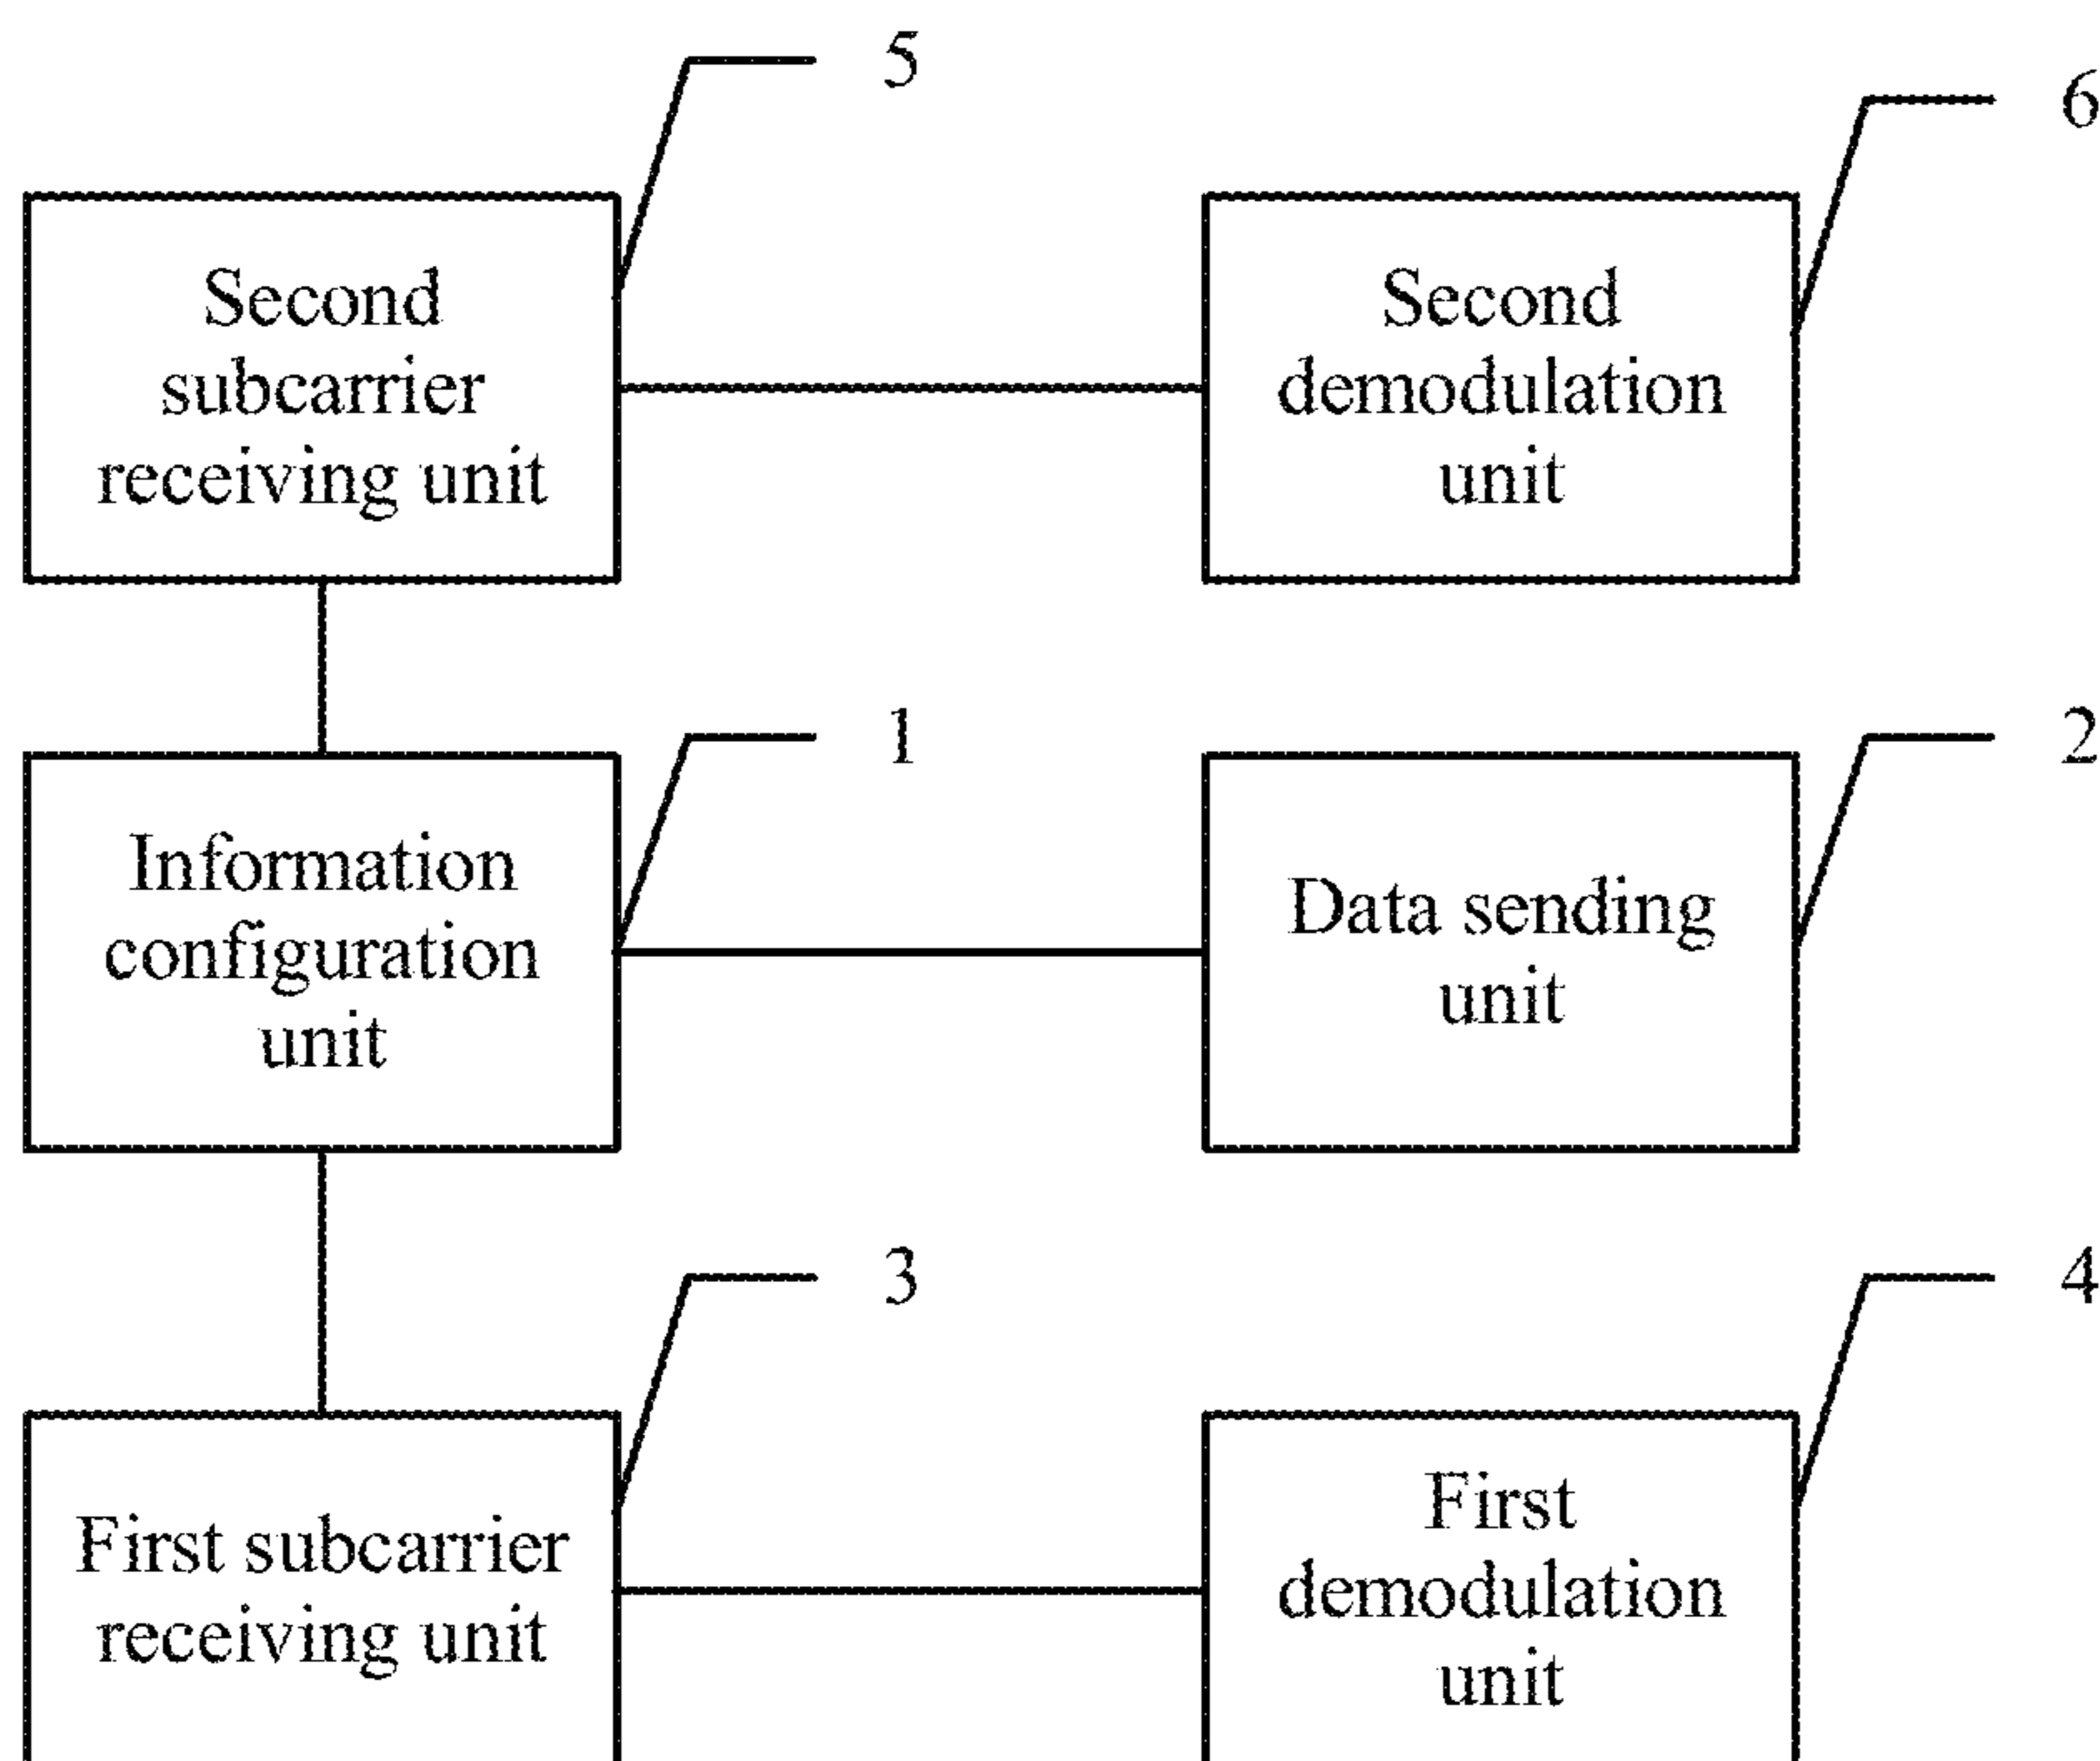 5
6
Second
subcarrier
receiving unit
Second
demodulation
unit
1
2
Information
configuration
unit
Data sending
unit
3
4
First subcarrier
receiving unit
First
demodulation
unit